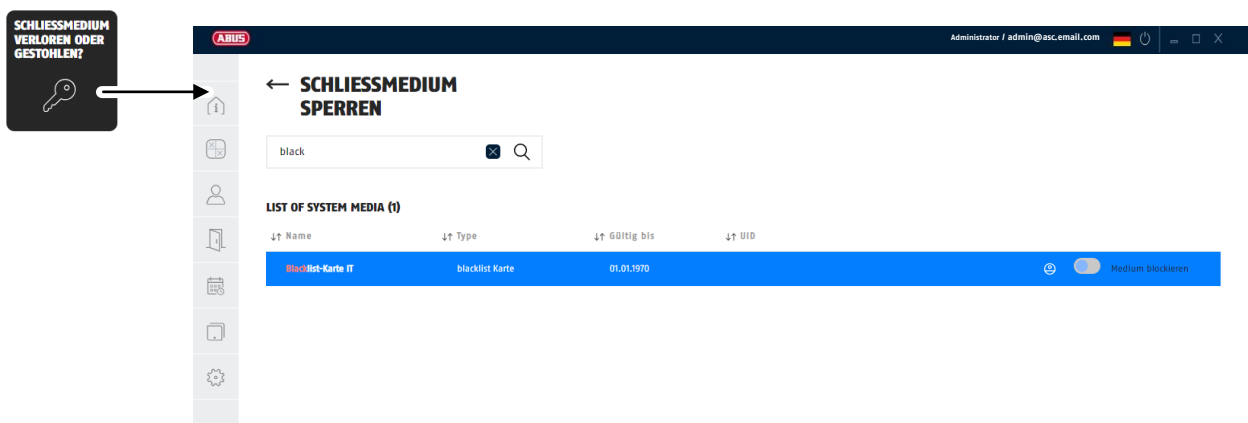 SCHLIESSMEDIUM
VERLOREN ODER
GESTOHLEN?
ABUS
Administrator / admin@asc.email.com
SCHLIESSMEDIUM
SPERREN
black
LIST OF SYSTEM MEDIA (1)
Name Type Gültig bis UID
Blacklist-Karte IT blacklist Karte 01.01.1970 Medium blockieren